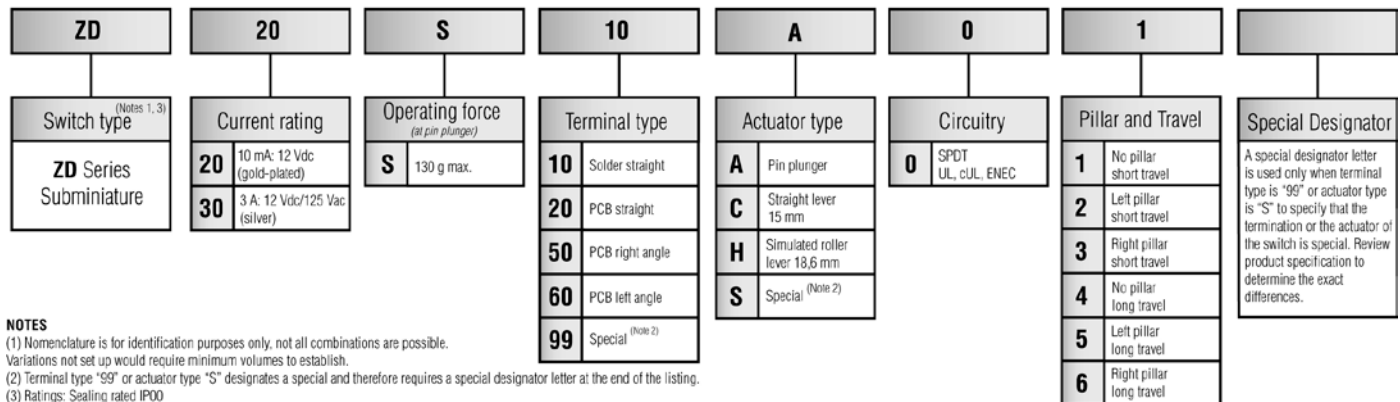 ZD 20 S 10 A 0 1
Switch type (Notes 1, 3)
ZD Series
Subminiature
Current rating
20 10 mA: 12 Vdc
(gold-plated)
30 3 A: 12 Vdc/125 Vac
(silver)
Operating force
(at pin plunger)
S 130 g max.
Terminal type
10 Solder straight
20 PCB straight
50 PCB right angle
60 PCB left angle
99 Special (Note 2)
Actuator type
A Pin plunger
C Straight lever
15 mm
H Simulated roller
lever 18,6 mm
S Special (Note 2)
Circuitry
0 SPDT
UL, cUL, ENEC
Pillar and Travel
1 No pillar
short travel
2 Left pillar
short travel
3 Right pillar
short travel
4 No pillar
long travel
5 Left pillar
long travel
6 Right pillar
long travel
Special Designator
A special designator letter
is used only when terminal
type is "99" or actuator type
is "S" to specify that the
termination or the actuator of
the switch is special. Review
product specification to
determine the exact
differences.
NOTES
(1) Nomenclature is for identification purposes only, not all combinations are possible.
Variations not set up would require minimum volumes to establish.
(2) Terminal type "99" or actuator type "S" designates a special and therefore requires a special designator letter at the end of the listing.
(3) Ratings: Sealing rated IP00